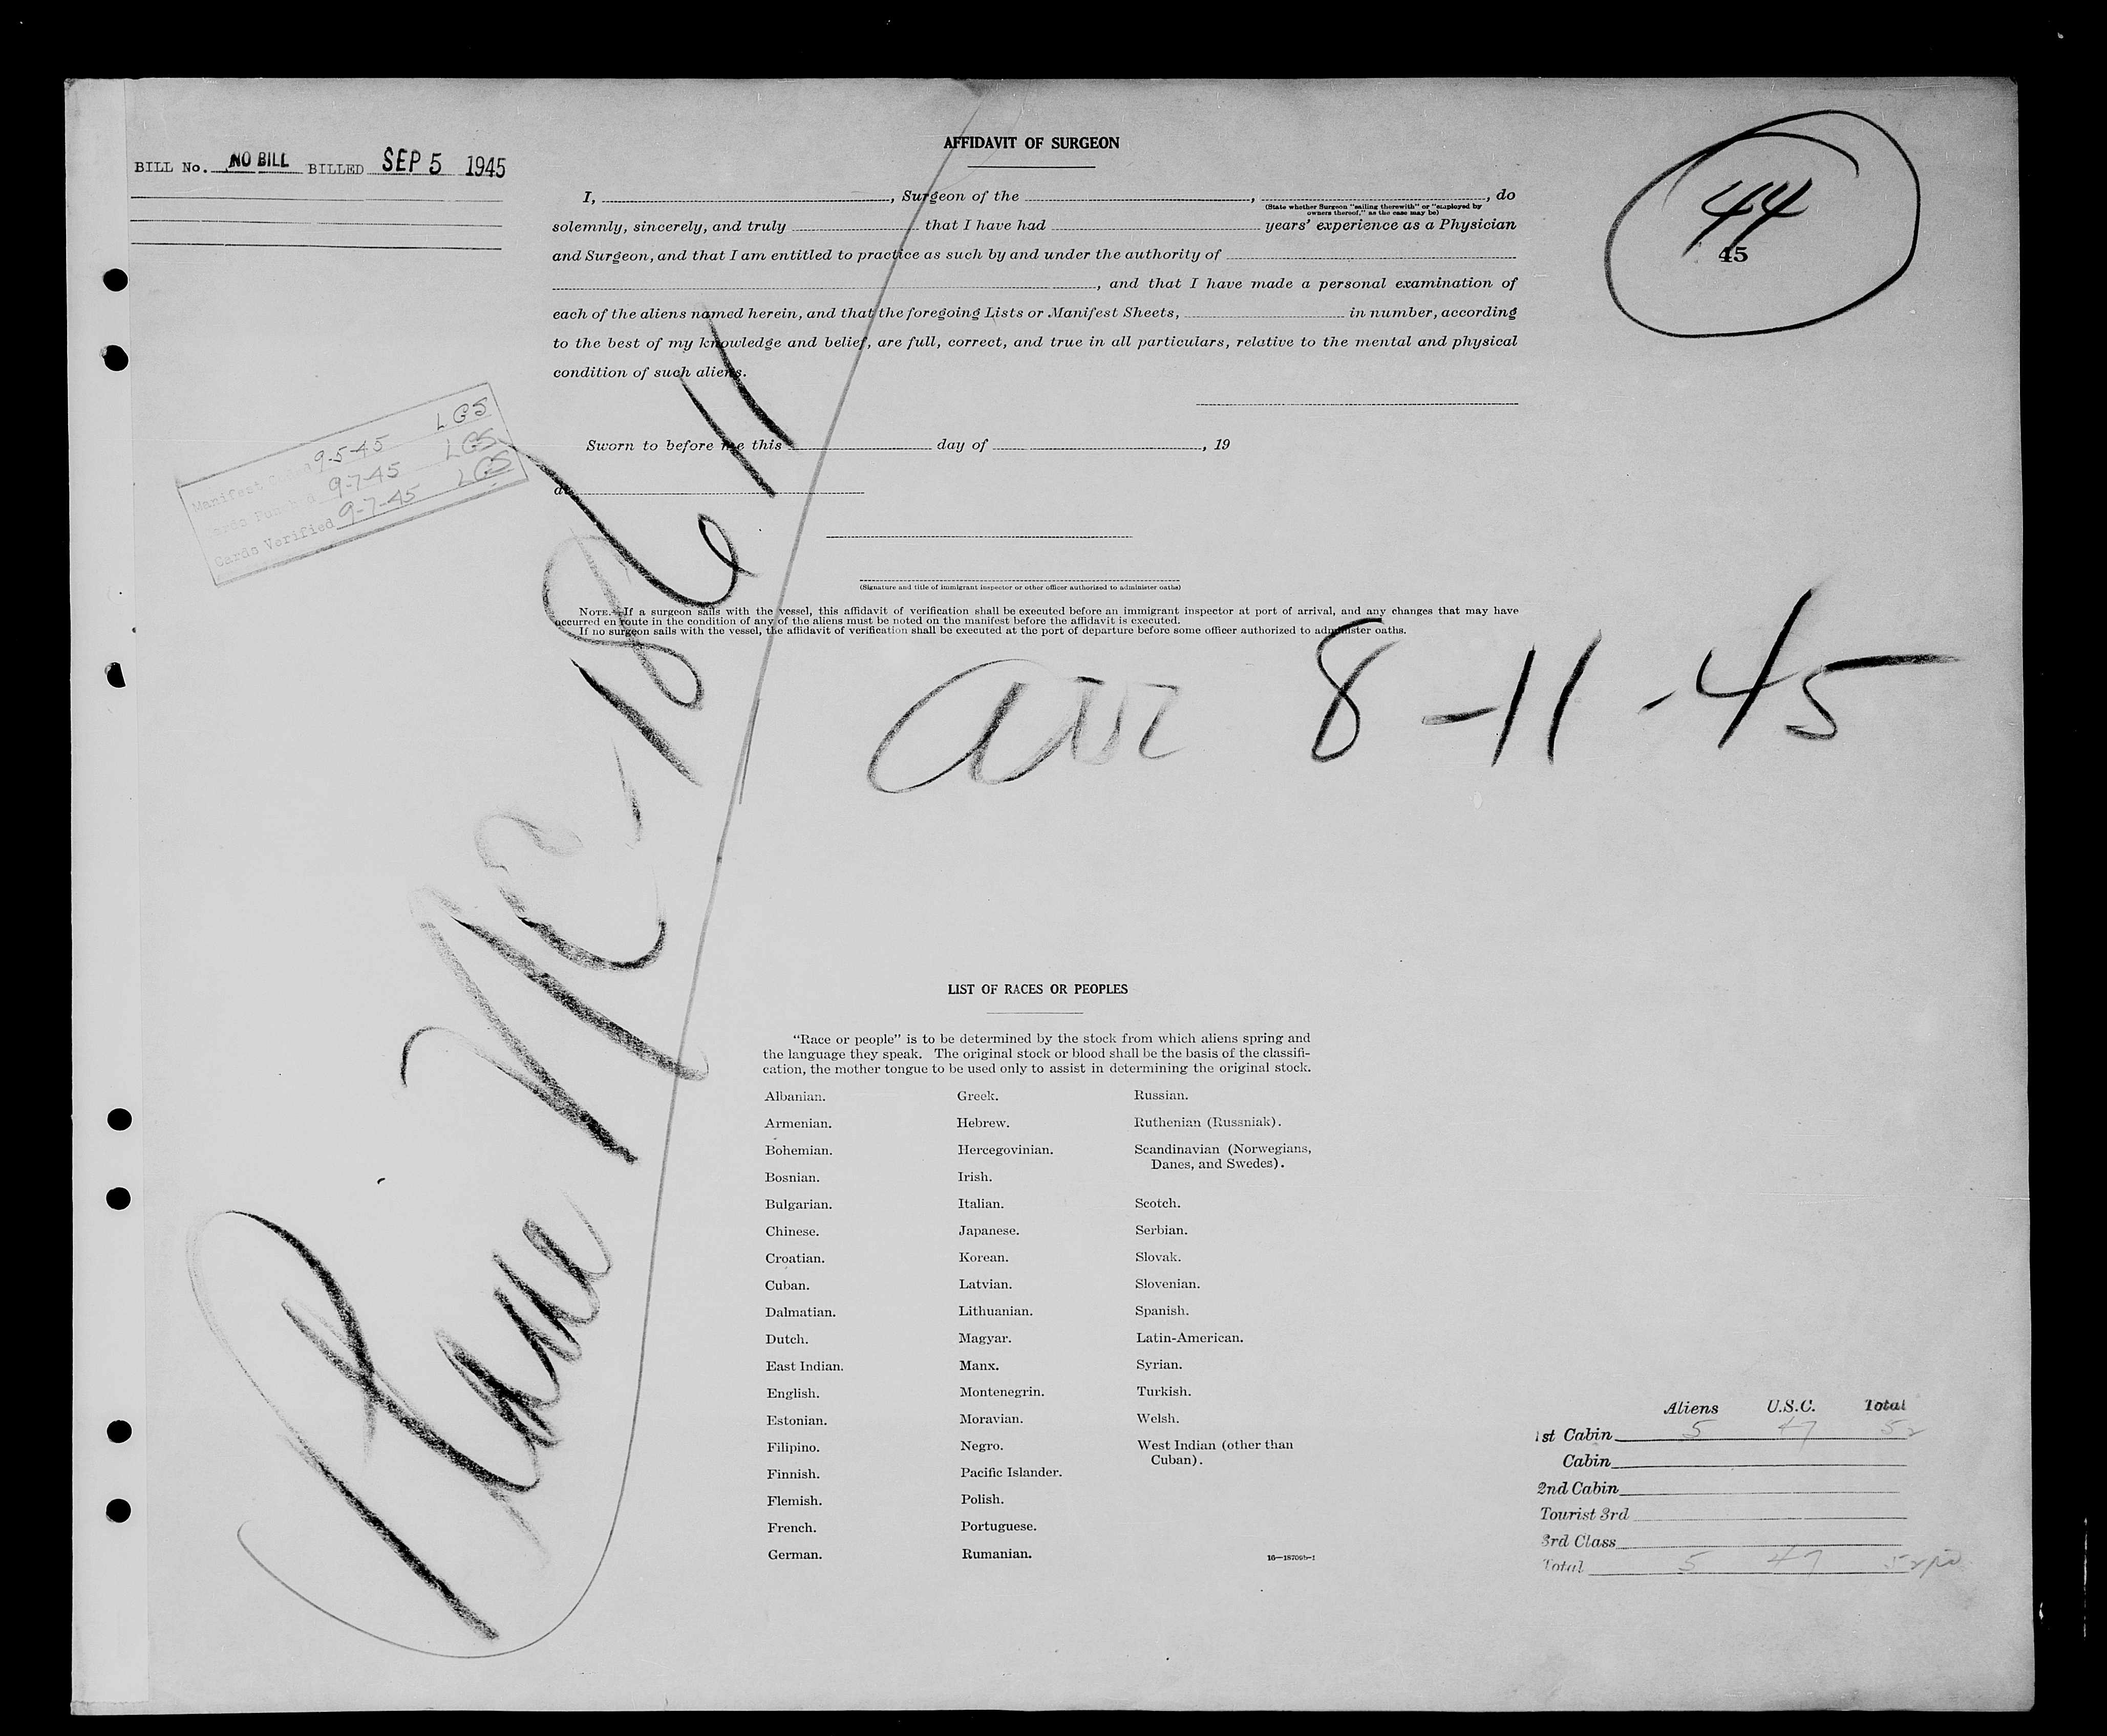 AFFIDAVIT OF SURGEON
BILL No. NO BILL BILLED SEP 5 1945
44
45
I, , Surgeon of the , , do
(State whether Surgeon "sailing therewith" or "employed by
owners thereof," as the case may be)
solemnly, sincerely, and truly that I have had years' experience as a Physician
and Surgeon, and that I am entitled to practice as such by and under the authority of
, and that I have made a personal examination of
each of the aliens named herein, and that the foregoing Lists or Manifest Sheets, in number, according
to the best of my knowledge and belief, are full, correct, and true in all particulars, relative to the mental and physical
condition of such aliens.
Manifest 9-5-45 LGS
9-7-45 LGS
Cards Verified 9-7-45 LGS
Sworn to before me this day of , 19
at
(Signature and title of immigrant inspector or other officer authorized to administer oaths)
NOTE.—If a surgeon sails with the vessel, this affidavit of verification shall be executed before an immigrant inspector at port of arrival, and any changes that may have
occurred en route in the condition of any of the aliens must be noted on the manifest before the affidavit is executed.
If no surgeon sails with the vessel, the affidavit of verification shall be executed at the port of departure before some officer authorized to administer oaths.
arr 8-11-45
Plane NC-18611
LIST OF RACES OR PEOPLES
"Race or people" is to be determined by the stock from which aliens spring and
the language they speak. The original stock or blood shall be the basis of the classifi-
cation, the mother tongue to be used only to assist in determining the original stock.
Albanian.
Armenian.
Bohemian.
Bosnian.
Bulgarian.
Chinese.
Croatian.
Cuban.
Dalmatian.
Dutch.
East Indian.
English.
Estonian.
Filipino.
Finnish.
Flemish.
French.
German.
Greek.
Hebrew.
Hercegovinian.
Irish.
Italian.
Japanese.
Korean.
Latvian.
Lithuanian.
Magyar.
Manx.
Montenegrin.
Moravian.
Negro.
Pacific Islander.
Polish.
Portuguese.
Rumanian.
Russian.
Ruthenian (Russniak).
Scandinavian (Norwegians,
Danes, and Swedes).
Scotch.
Serbian.
Slovak.
Slovenian.
Spanish.
Latin-American.
Syrian.
Turkish.
Welsh.
West Indian (other than
Cuban).
16—18709b-1
Aliens U.S.C. Total
1st Cabin 5 47 52
Cabin
2nd Cabin
Tourist 3rd
3rd Class
Total 5 47 52